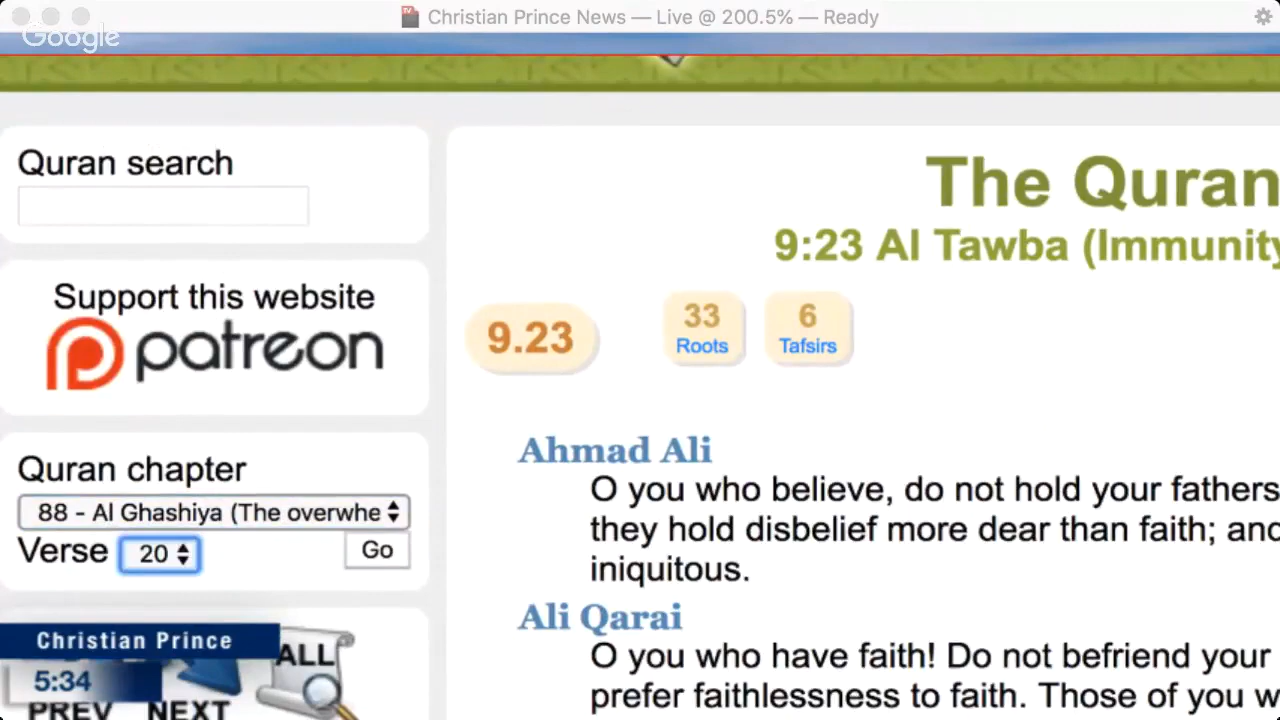 Christian Prince News — Live @ 200.5% — Ready
Google
Quran search
The Quran
9:23 Al Tawba (Immunity
Support this website
patreon
9.23
33
Roots
6
Tafsirs
Quran chapter
88 - Al Ghashiya (The overwhe
Verse 20 Go
Ahmad Ali
O you who believe, do not hold your fathers
they hold disbelief more dear than faith; and
iniquitous.
Ali Qarai
O you who have faith! Do not befriend your
prefer faithlessness to faith. Those of you w
Christian Prince
5:34
ALL
PREV NEXT